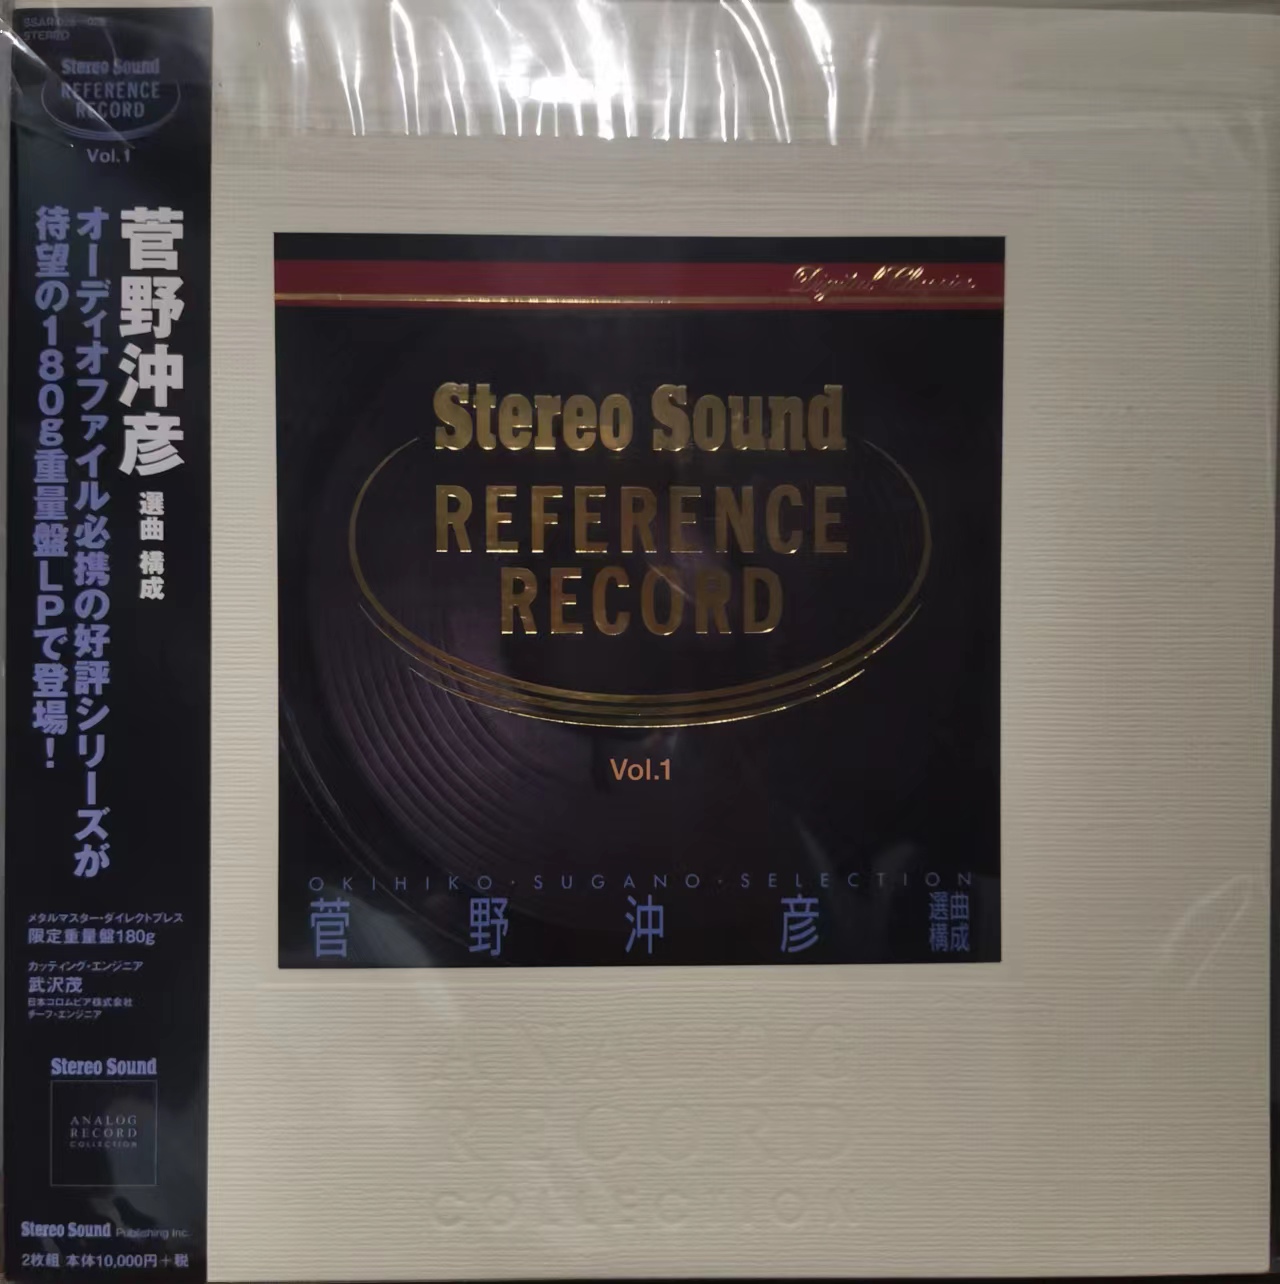 STEREO
Stereo Sound
REFERENCE
RECORD
Vol.1
菅野沖彦 選曲 構成
オーディオファイル必携の好評シリーズが
待望の180g重量盤LPで登場!
メタルマスター・ダイレクトプレス
限定重量盤180g
カッティング・エンジニア
武沢茂
日本コロムビア株式会社
チーフ・エンジニア
Stereo Sound
ANALOG
RECORD
COLLECTION
Stereo Sound Publishing Inc.
2枚組 本体10,000円+税
Digital Classics
Stereo Sound
REFERENCE
RECORD
Vol.1
OKIHIKO・SUGANO・SELECTION
菅野沖彦 選曲
構成
ANALOG
RECORD
COLLECTION